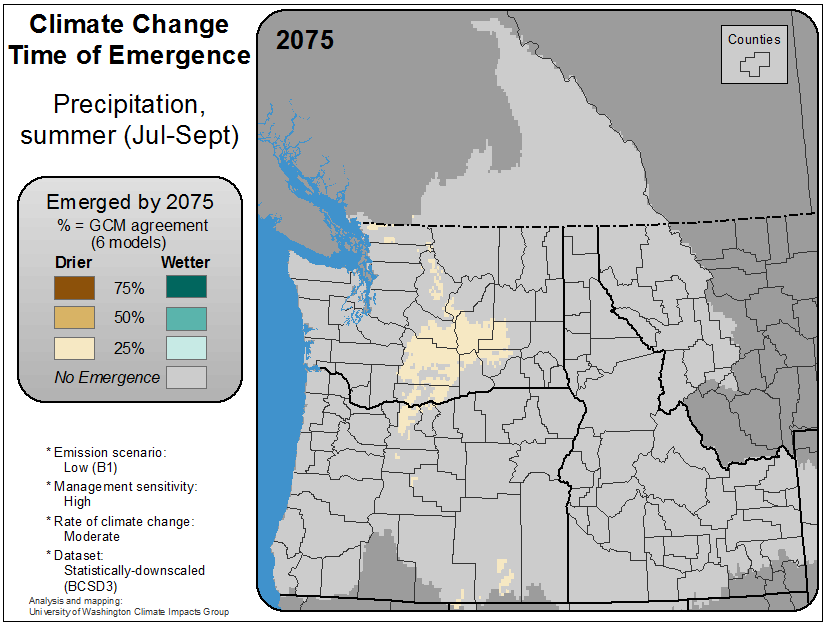 Climate Change
Time of Emergence
Precipitation,
summer (Jul-Sept)
Emerged by 2075
% = GCM agreement
(6 models)
Drier Wetter
75%
50%
25%
No Emergence
* Emission scenario:
Low (B1)
* Management sensitivity:
High
* Rate of climate change:
Moderate
* Dataset:
Statistically-downscaled
(BCSD3)
Analysis and mapping:
University of Washington Climate Impacts Group
2075
Counties